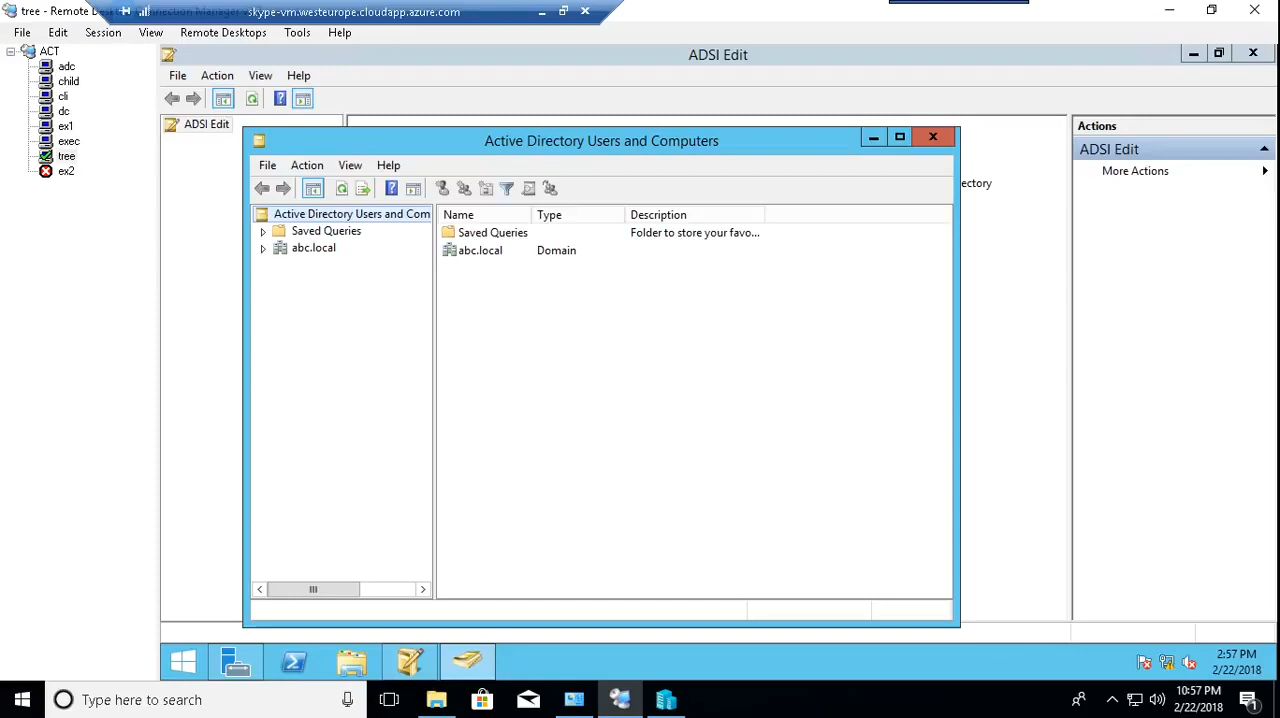 tree - Remote Des
skype-vm.westeurope.cloudapp.azure.com
File Edit Session View Remote Desktops Tools Help
ACT
adc
child
cli
dc
ex1
exec
tree
ex2
ADSI Edit
File Action View Help
ADSI Edit
Actions
ADSI Edit
More Actions
ectory
Active Directory Users and Computers
File Action View Help
Active Directory Users and Com
Saved Queries
abc.local
Name Type Description
Saved Queries Folder to store your favo...
abc.local Domain
2:57 PM
2/22/2018
Type here to search
10:57 PM
2/22/2018
1